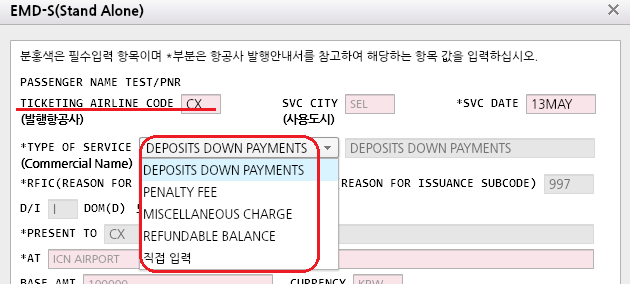 EMD-S(Stand Alone)
분홍색은 필수입력 항목이며 *부분은 항공사 발행안내서를 참고하여 해당하는 항목 값을 입력하십시오.
PASSENGER NAME TEST/PNR
TICKETING AIRLINE CODE CX SVC CITY SEL *SVC DATE 13MAY
(발행항공사) (사용도시)
*TYPE OF SERVICE DEPOSITS DOWN PAYMENTS DEPOSITS DOWN PAYMENTS
(Commercial Name) DEPOSITS DOWN PAYMENTS
*RFIC(REASON FOR PENALTY FEE REASON FOR ISSUANCE SUBCODE) 997
D/I I DOM(D) MISCELLANEOUS CHARGE
*PRESENT TO CX REFUNDABLE BALANCE
*AT ICN AIRPORT 직접 입력
BASE AMT 100000 CURRENCY KRW